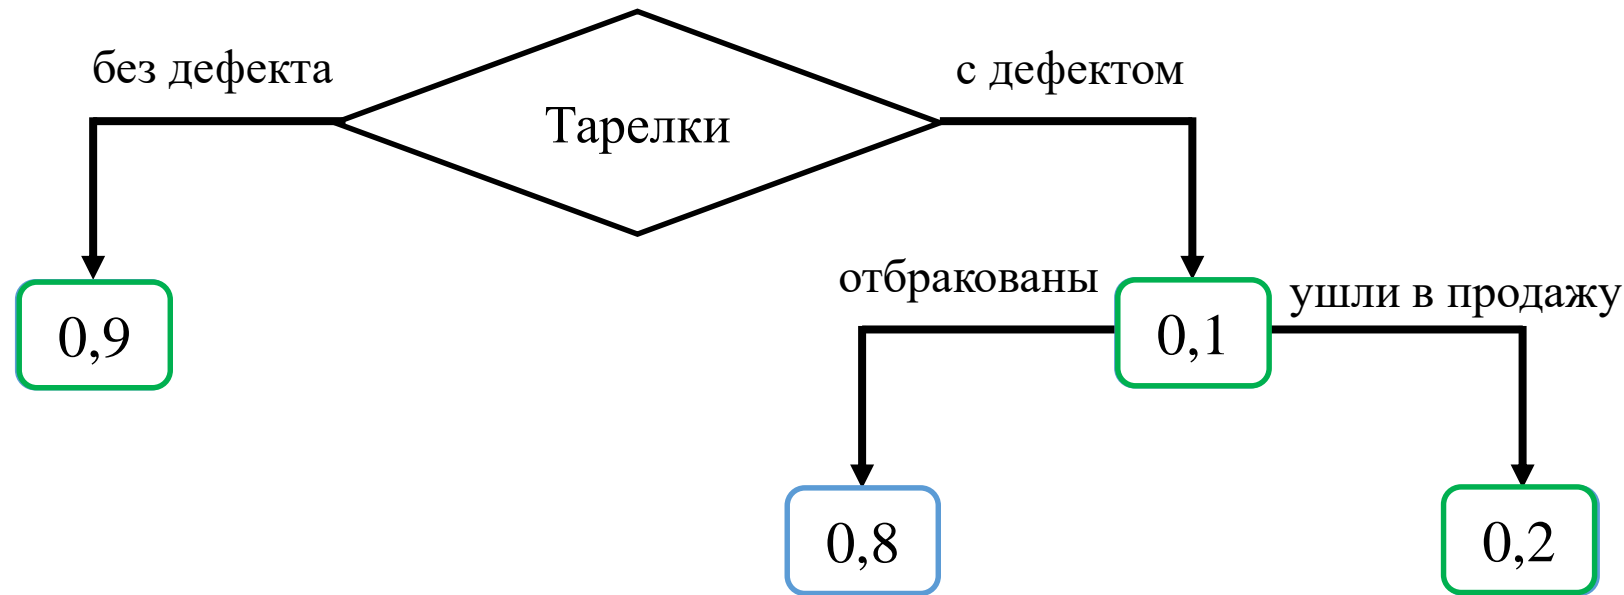 без дефекта
с дефектом
Тарелки
отбракованы
ушли в продажу
0,9
0,1
0,8
0,2